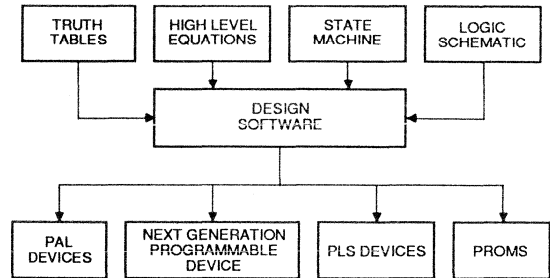 TRUTH
TABLES
HIGH LEVEL
EQUATIONS
STATE
MACHINE
LOGIC
SCHEMATIC
DESIGN
SOFTWARE
PAL
DEVICES
NEXT GENERATION
PROGRAMMABLE
DEVICE
PLS DEVICES
PROMS